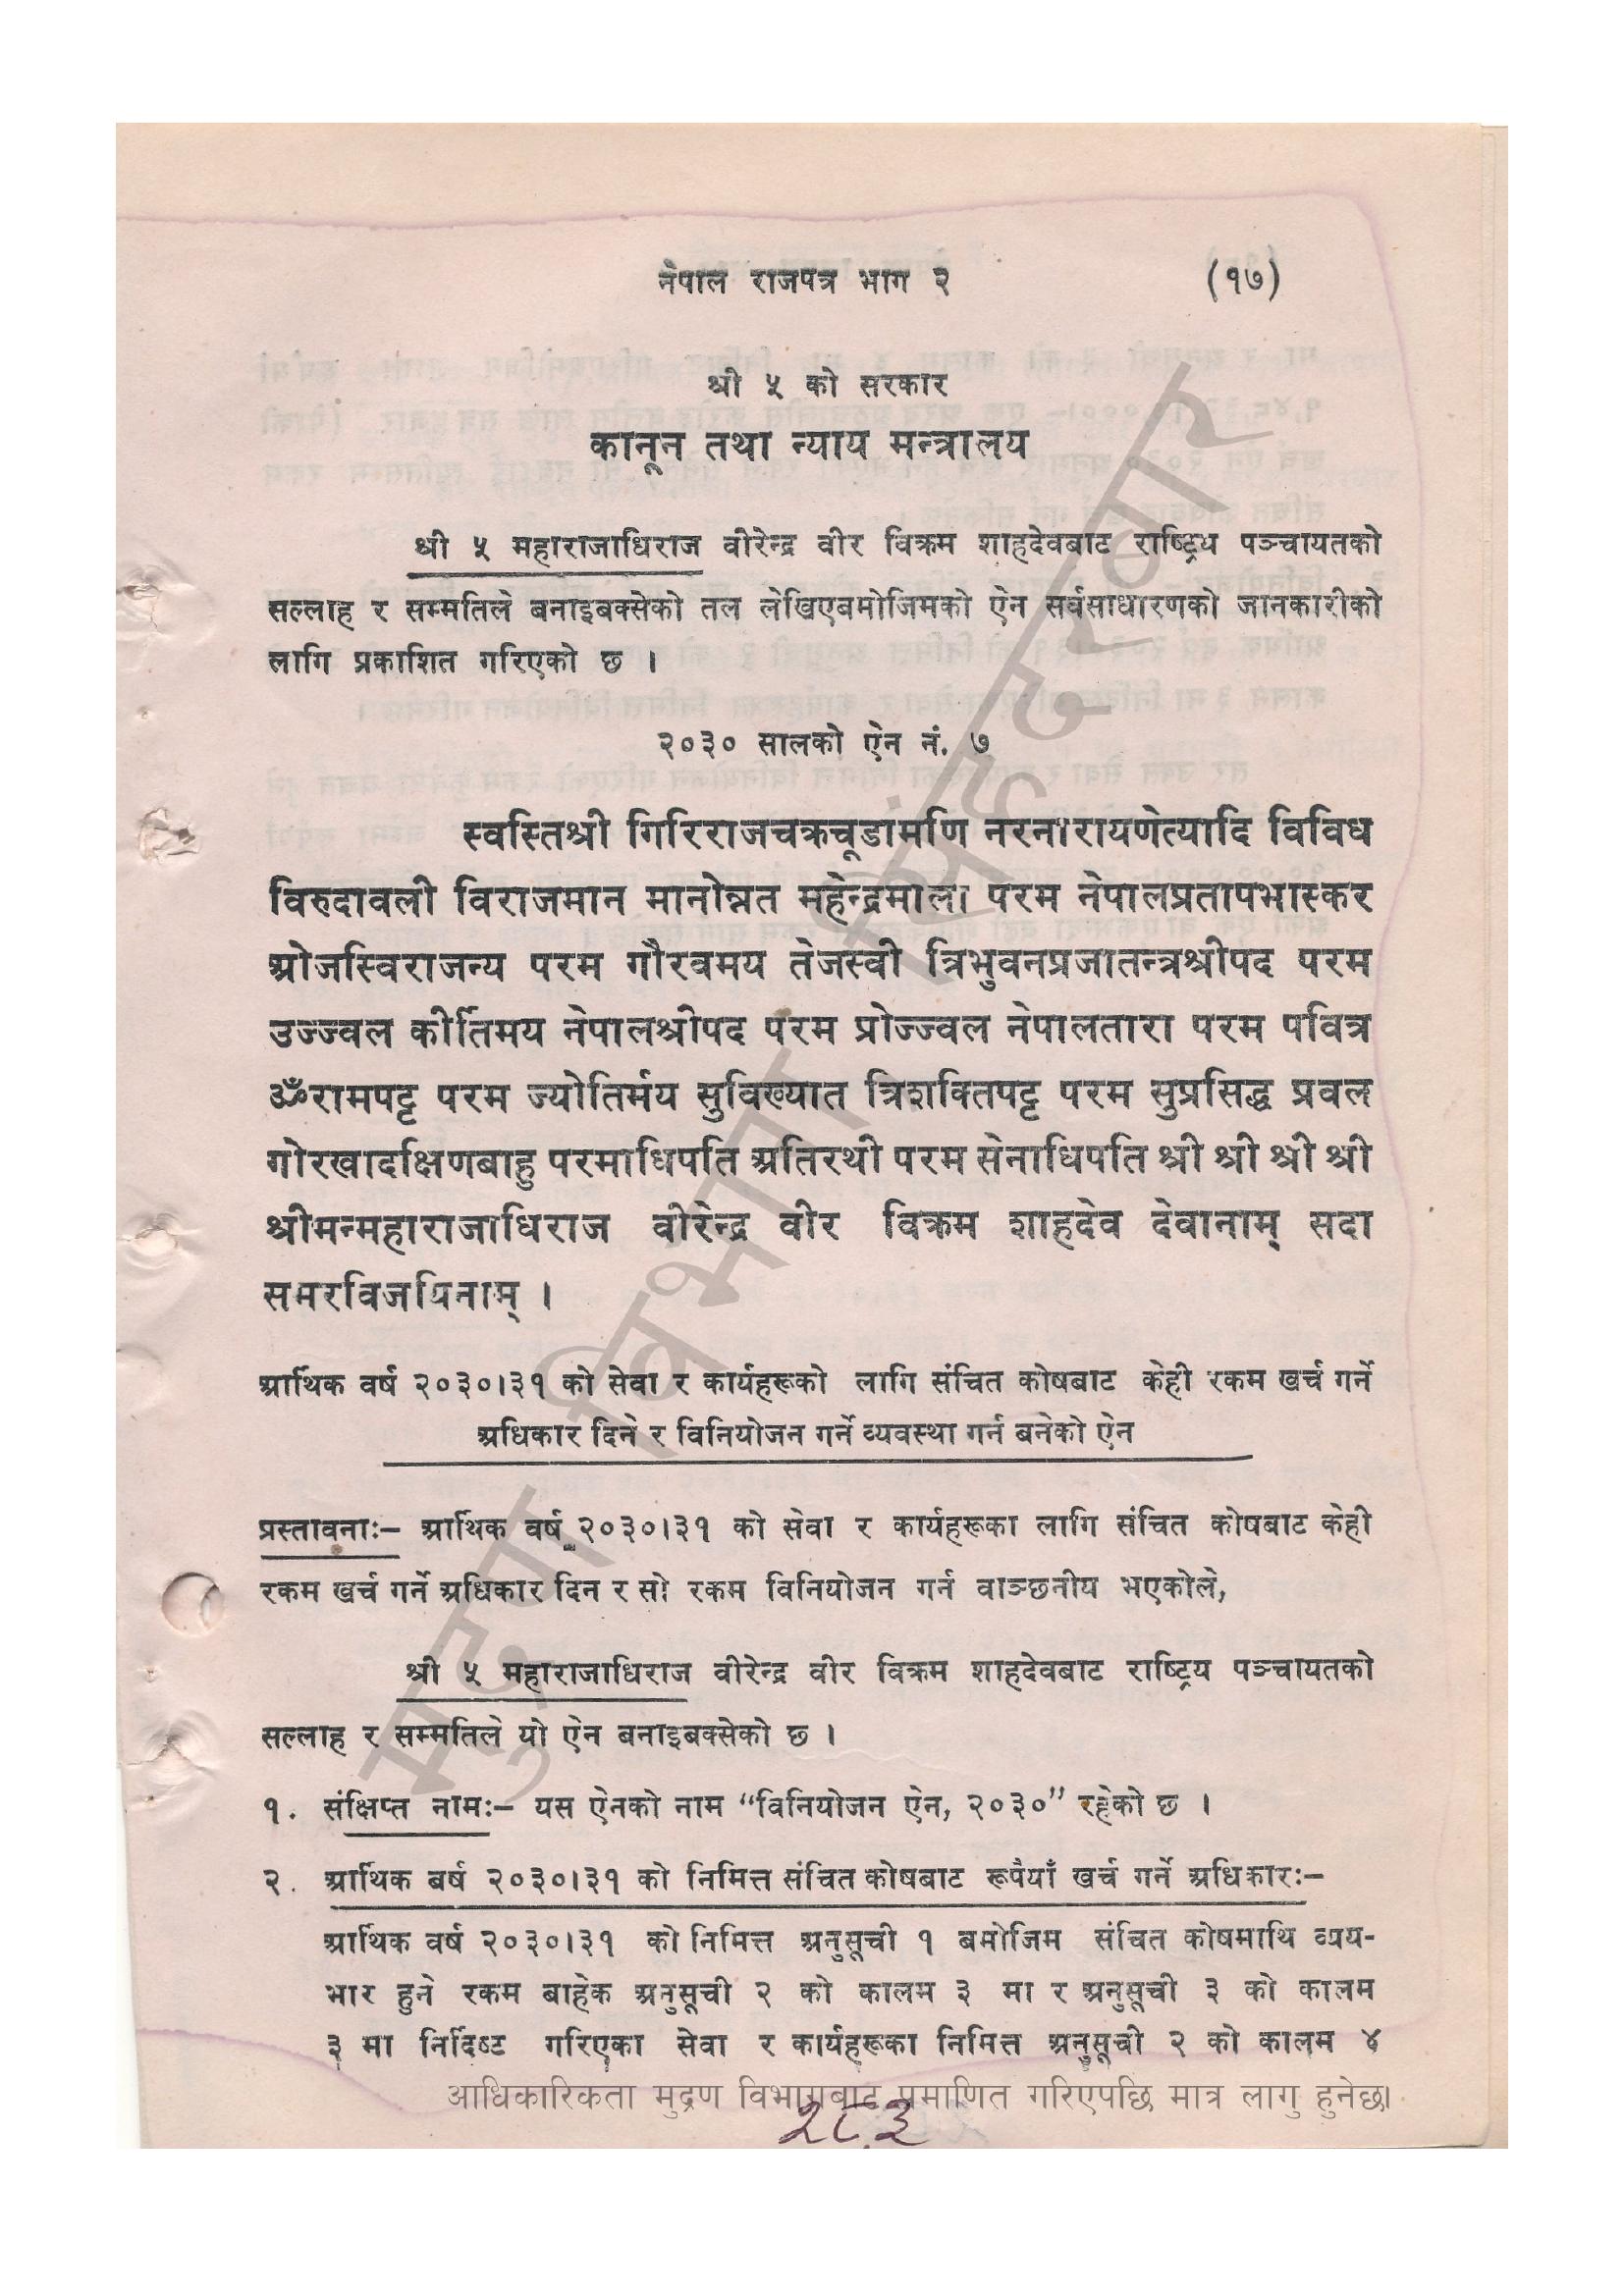 नेपाल राजपत्र भाग २ (१७)
श्री ५ को सरकार
कानून तथा न्याय मन्त्रालय
श्री ५ महाराजाधिराज वीरेन्द्र वीर विक्रम शाहदेवबाट राष्ट्रिय पञ्चायतको
सल्लाह र सम्मतिले बनाइबक्सेको तल लेखिएबमोजिमको ऐन सर्वसाधारणको जानकारीको
लागि प्रकाशित गरिएको छ ।
२०३० सालको ऐन नं. ७
स्वस्तिश्री गिरिराजचक्रचूडामणि नरनारायणेत्यादि विविध
विरुदावली विराजमान मानोन्नत महेन्द्रमाला परम नेपालप्रतापभास्कर
ओजस्विराजन्य परम गौरवमय तेजस्वी त्रिभुवनप्रजातन्त्रश्रीपद परम
उज्ज्वल कीर्तिमय नेपालश्रीपद परम प्रोज्ज्वल नेपालतारा परम पवित्र
ॐरामपट्ट परम ज्योतिर्मय सुविख्यात त्रिशक्तिपट्ट परम सुप्रसिद्ध प्रवल
गोरखादक्षिणबाहु परमाधिपति अतिरथी परम सेनाधिपति श्री श्री श्री श्री
श्रीमन्महाराजाधिराज वीरेन्द्र वीर विक्रम शाहदेव देवानाम् सदा
समरविजयिनाम् ।
आर्थिक वर्ष २०३०।३१ को सेवा र कार्यहरूको लागि संचित कोषबाट केही रकम खर्च गर्ने
अधिकार दिने र विनियोजन गर्ने व्यवस्था गर्न बनेको ऐन
प्रस्तावनाः– आर्थिक वर्ष २०३०।३१ को सेवा र कार्यहरूका लागि संचित कोषबाट केही
रकम खर्च गर्ने अधिकार दिन र सो रकम विनियोजन गर्न वाञ्छनीय भएकोले,
श्री ५ महाराजाधिराज वीरेन्द्र वीर विक्रम शाहदेवबाट राष्ट्रिय पञ्चायतको
सल्लाह र सम्मतिले यो ऐन बनाइबक्सेको छ ।
१. संक्षिप्त नामः– यस ऐनको नाम “विनियोजन ऐन, २०३०” रहेको छ ।
२. आर्थिक बर्ष २०३०।३१ को निमित्त संचित कोषबाट रूपैयाँ खर्च गर्ने अधिकारः–
आर्थिक वर्ष २०३०।३१ को निमित्त अनुसूची १ बमोजिम संचित कोषमाथि व्यय-
भार हुने रकम बाहेक अनुसूची २ को कालम ३ मा र अनुसूची ३ को कालम
३ मा निर्दिष्ट गरिएका सेवा र कार्यहरूका निमित्त अनुसूची २ को कालम ४
आधिकारिकता मुद्रण विभागबाट प्रमाणित गरिएपछि मात्र लागु हुनेछ।
२८३
मुद्रण विभाग, सिंहदरवार